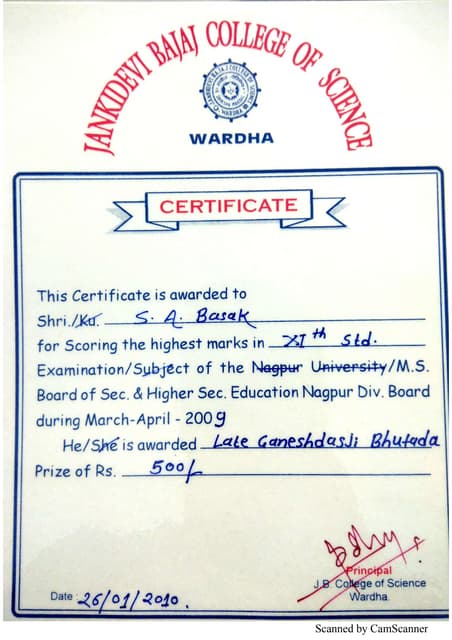 JANKIDEVI BAJAJ COLLEGE OF SCIENCE
WARDHA
CERTIFICATE
This Certificate is awarded to
Shri./Ku. S. A. Basak
for Scoring the highest marks in XIth Std.
Examination/Subject of the Nagpur University/M.S.
Board of Sec. & Higher Sec. Education Nagpur Div. Board
during March-April - 2009
He/She is awarded Late Ganeshdasji Bhutada
Prize of Rs. 500/-
Principal
J.B. College of Science
Wardha.
Date : 26/01/2010.
Scanned by CamScanner